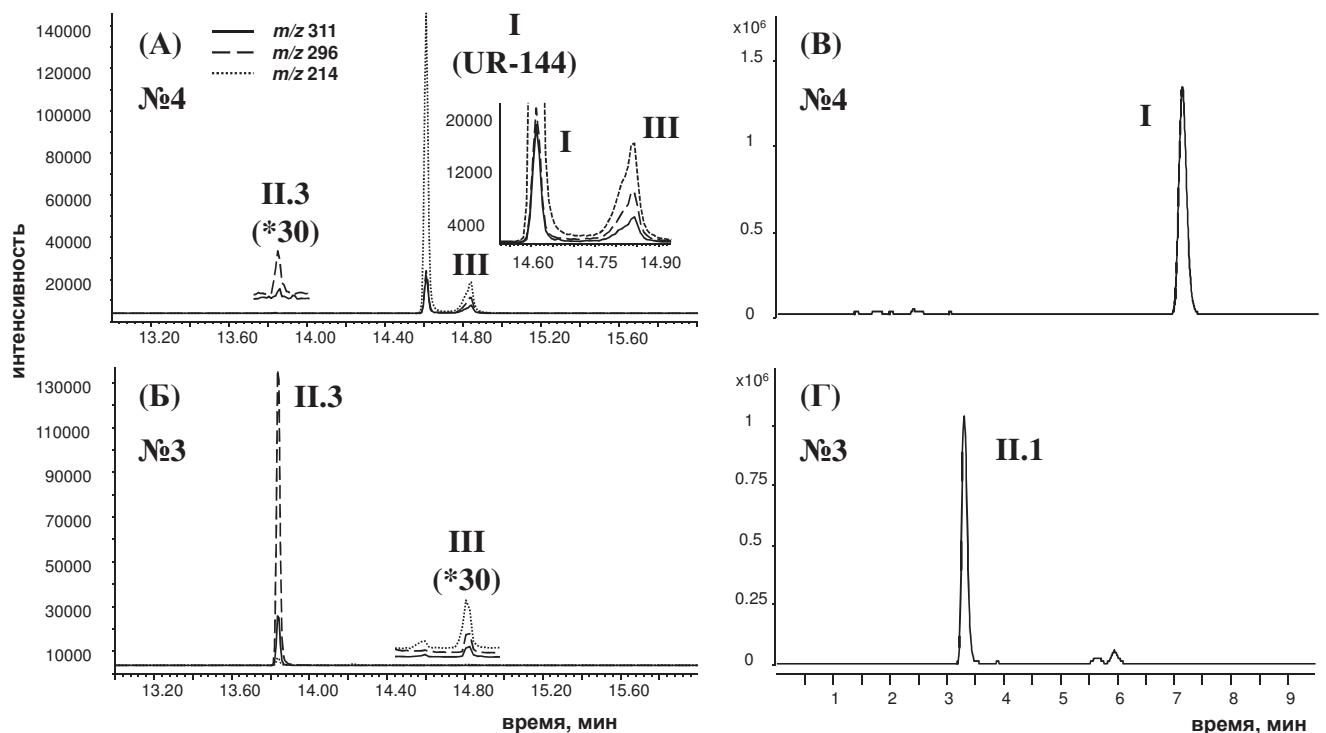 интенсивность
(А)
№4
m/z 311
m/z 296
m/z 214
140000
120000
100000
80000
60000
40000
20000
II.3
(*30)
I
(UR-144)
III
20000
12000
4000
I
III
14.60 14.75 14.90
13.20 13.60 14.00 14.40 14.80 15.20 15.60
(В)
№4
x10⁶
1.5
1
0.5
0
I
(Б)
№3
130000
110000
90000
70000
50000
30000
10000
II.3
III
(*30)
13.20 13.60 14.00 14.40 14.80 15.20 15.60
время, мин
(Г)
№3
x10⁶
1
0.75
0.5
0.25
0
II.1
1 2 3 4 5 6 7 8 9
время, мин